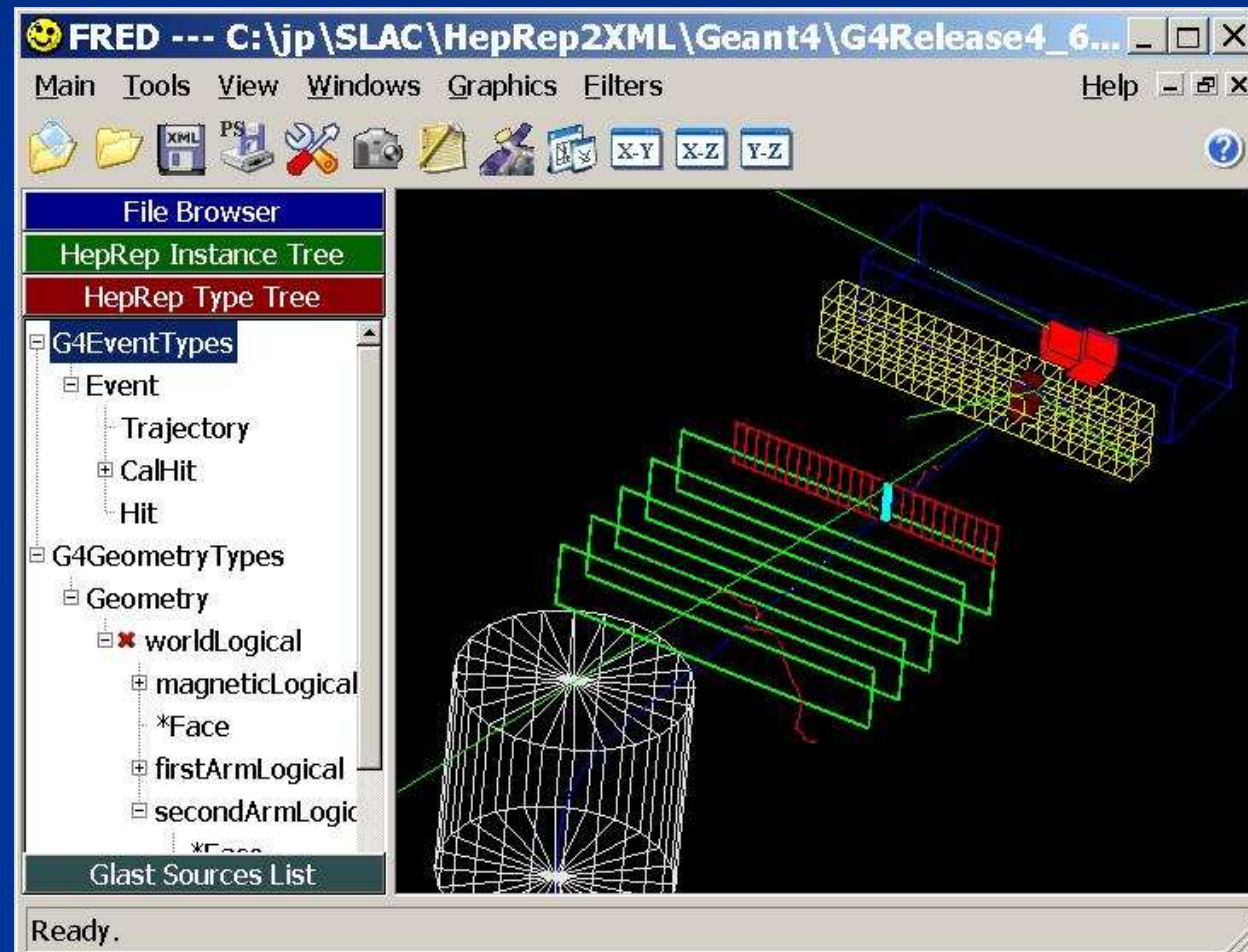 FRED --- C:\jp\SLAC\HepRep2XML\Geant4\G4Release4_6...
Main Tools View Windows Graphics Filters Help
XML PS X-Y X-Z Y-Z ?
File Browser
HepRep Instance Tree
HepRep Type Tree
G4EventTypes
Event
Trajectory
CalHit
Hit
G4GeometryTypes
Geometry
worldLogical
magneticLogical
*Face
firstArmLogical
secondArmLogic
*Face
Glast Sources List
Ready.